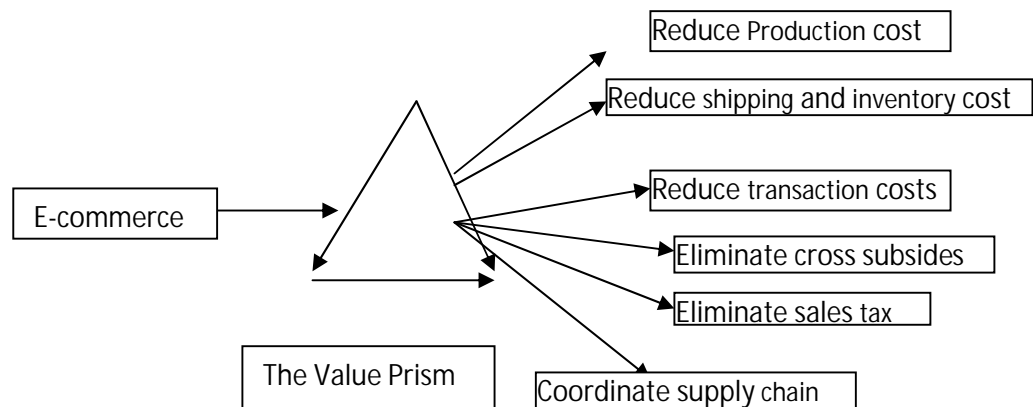 Reduce Production cost
Reduce shipping and inventory cost
Reduce transaction costs
E-commerce
Eliminate cross subsides
Eliminate sales tax
The Value Prism
Coordinate supply chain